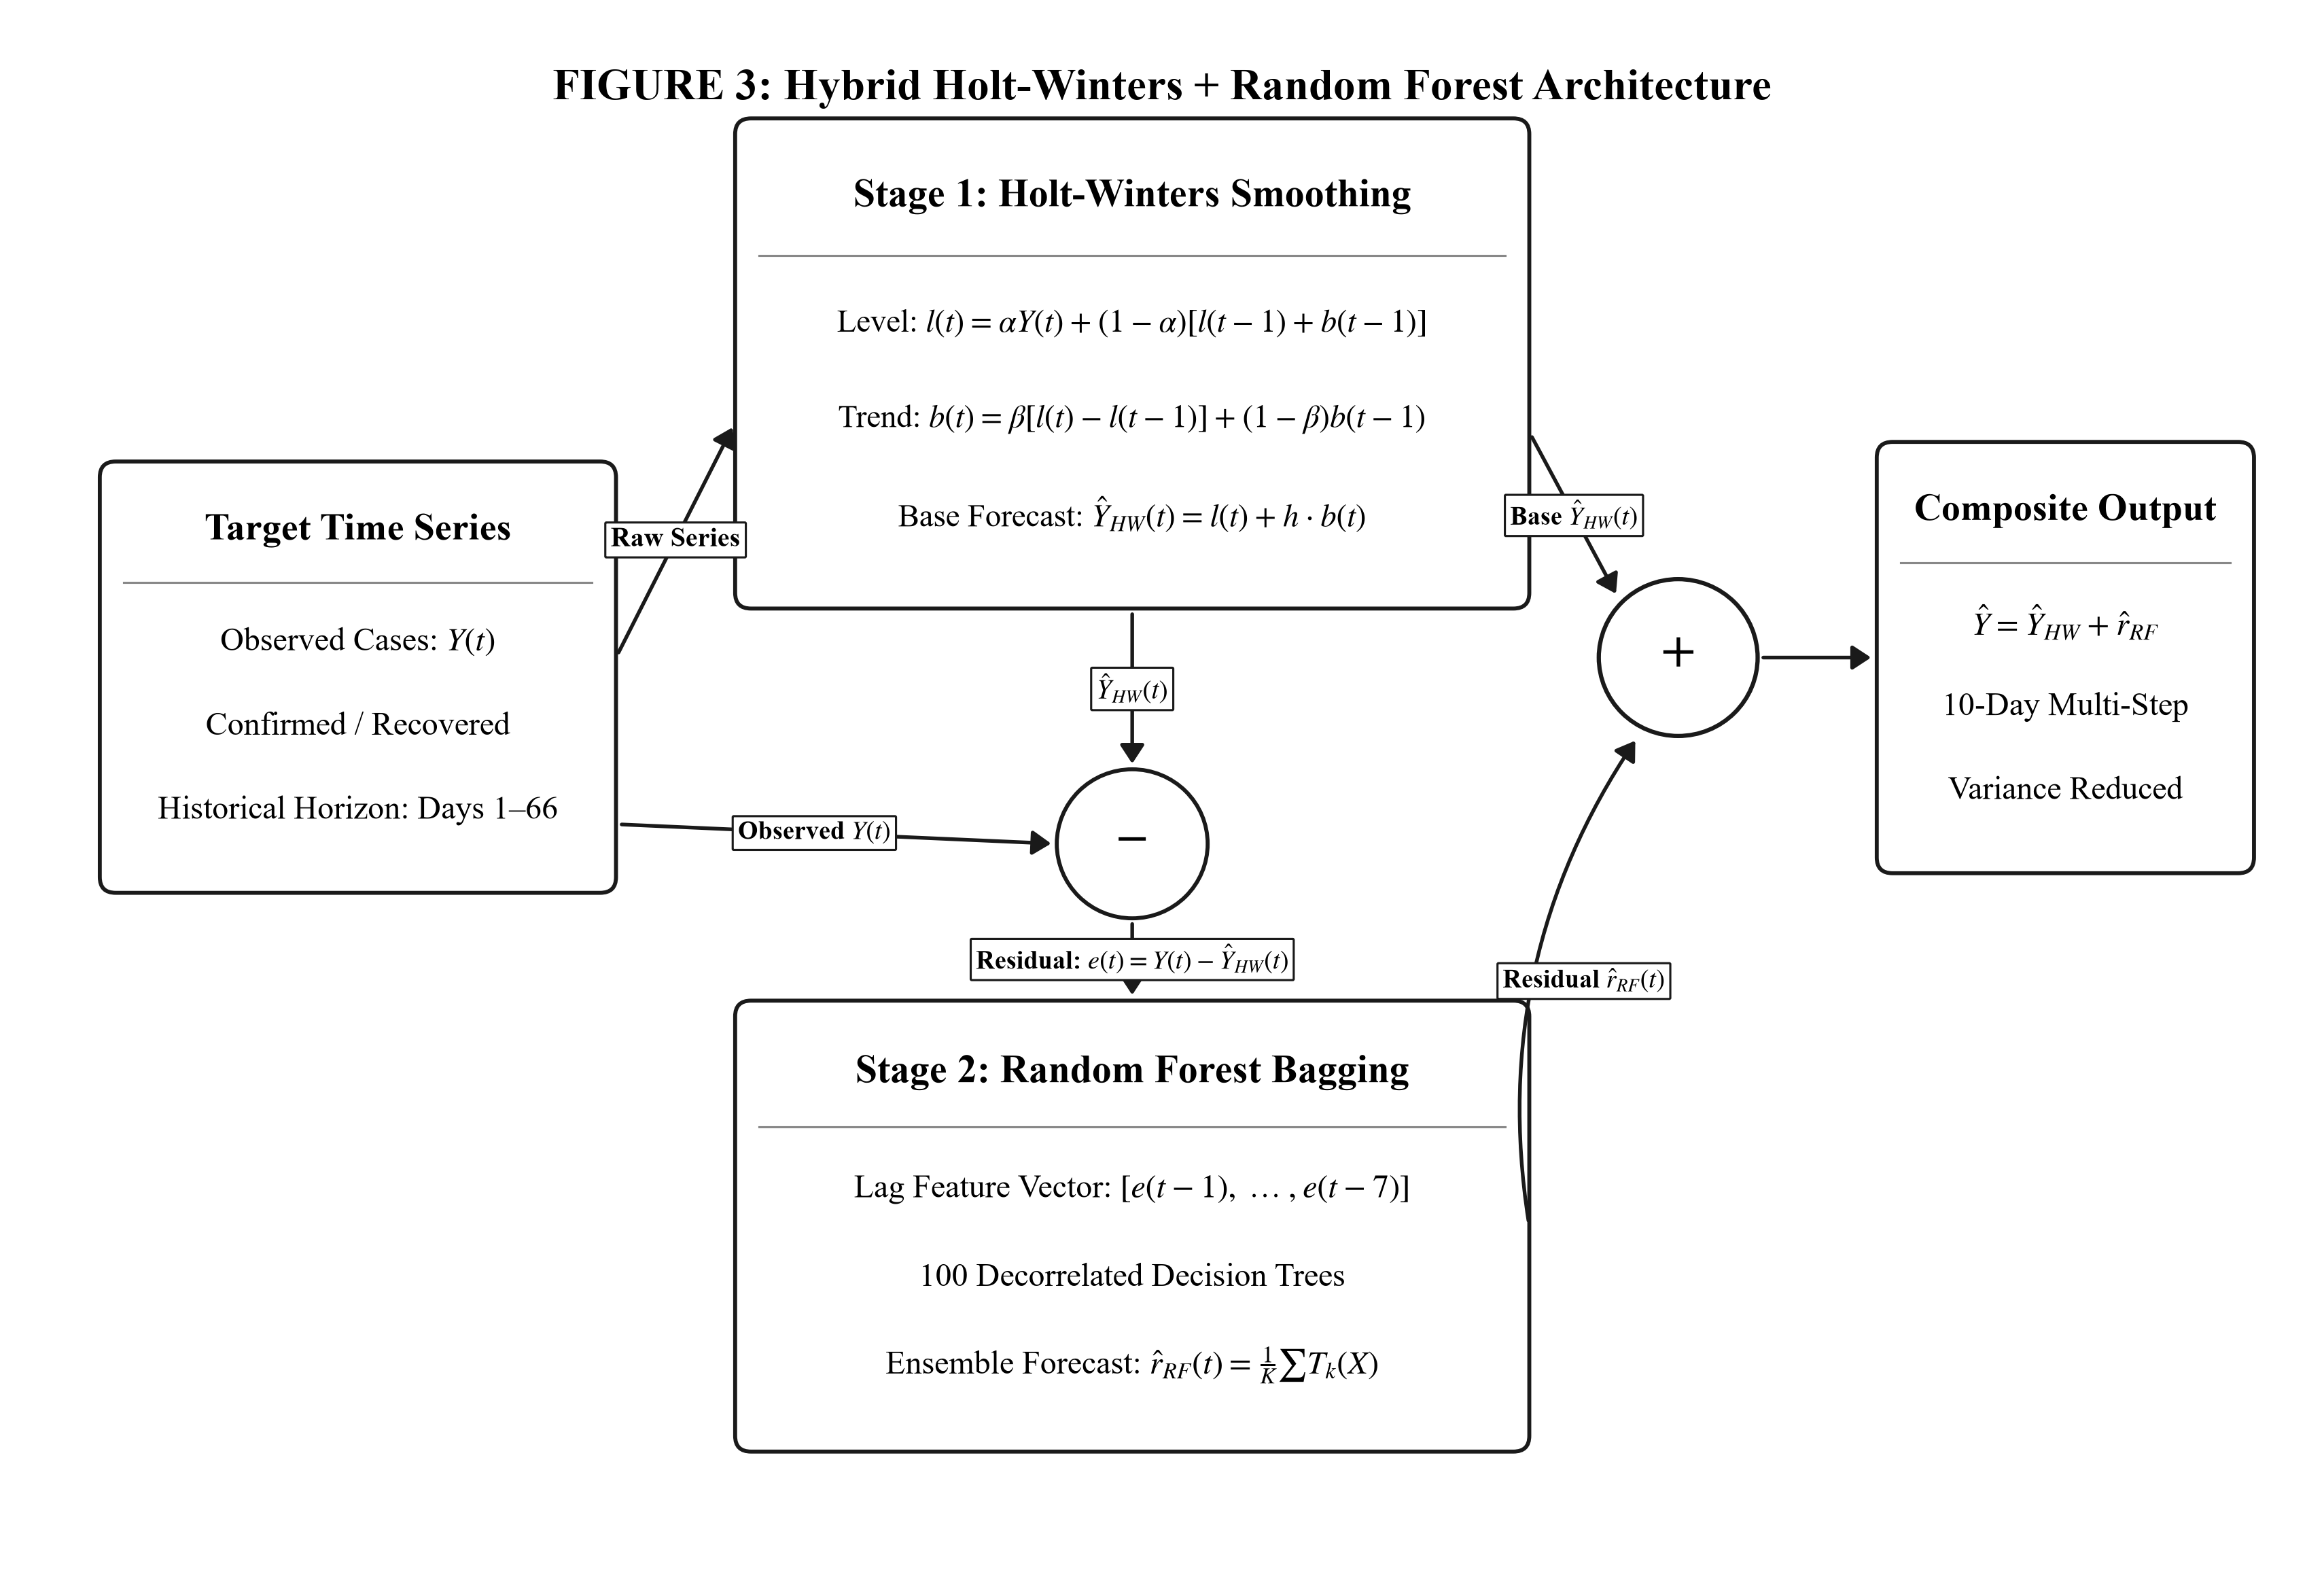 FIGURE 3: Hybrid Holt-Winters + Random Forest Architecture
Stage 1: Holt-Winters Smoothing
Level: l(t) = αY(t) + (1 − α)[l(t − 1) + b(t − 1)]
Trend: b(t) = β[l(t) − l(t − 1)] + (1 − β)b(t − 1)
Base Forecast: Ŷ_HW(t) = l(t) + h · b(t)
Target Time Series
Observed Cases: Y(t)
Confirmed / Recovered
Historical Horizon: Days 1–66
Raw Series
Base Ŷ_HW(t)
Ŷ_HW(t)
Observed Y(t)
−
+
Composite Output
Ŷ = Ŷ_HW + r̂_RF
10-Day Multi-Step
Variance Reduced
Residual: e(t) = Y(t) − Ŷ_HW(t)
Residual r̂_RF(t)
Stage 2: Random Forest Bagging
Lag Feature Vector: [e(t − 1), … , e(t − 7)]
100 Decorrelated Decision Trees
Ensemble Forecast: r̂_RF(t) = 1/K ∑T_k(X)